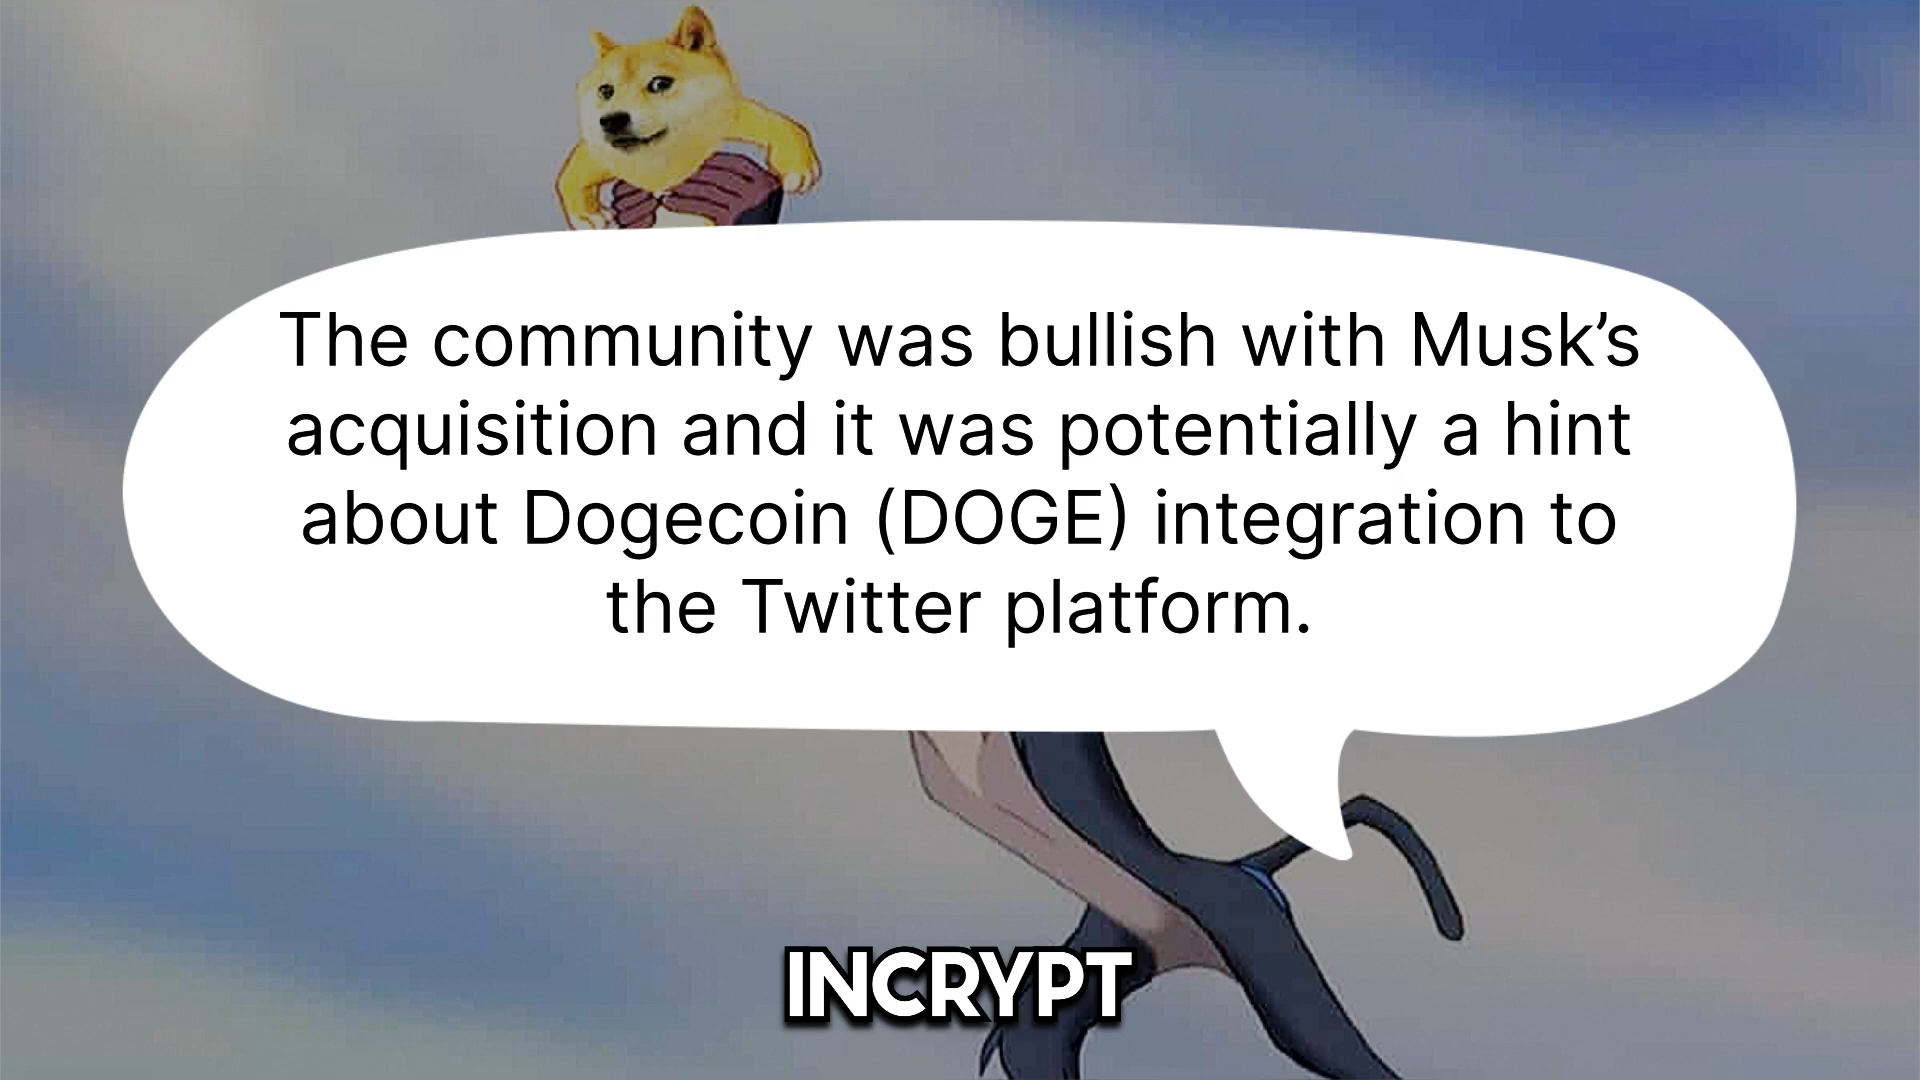 The community was bullish with Musk’s
acquisition and it was potentially a hint
about Dogecoin (DOGE) integration to
the Twitter platform.
INCRYPT